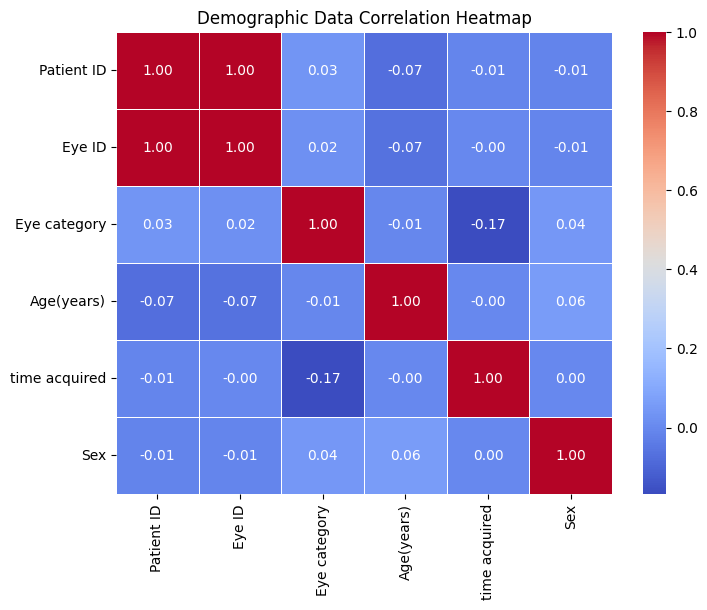 Demographic Data Correlation Heatmap
Patient ID 1.00 1.00 0.03 -0.07 -0.01 -0.01
Eye ID 1.00 1.00 0.02 -0.07 -0.00 -0.01
Eye category 0.03 0.02 1.00 -0.01 -0.17 0.04
Age(years) -0.07 -0.07 -0.01 1.00 -0.00 0.06
time acquired -0.01 -0.00 -0.17 -0.00 1.00 0.00
Sex -0.01 -0.01 0.04 0.06 0.00 1.00
Patient ID
Eye ID
Eye category
Age(years)
time acquired
Sex
1.0
0.8
0.6
0.4
0.2
0.0